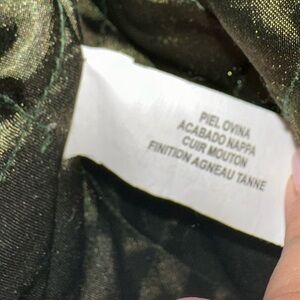 PIEL OVINA
ACABADO NAPPA
CUIR MOUTON
FINITION AGNEAU TANNE